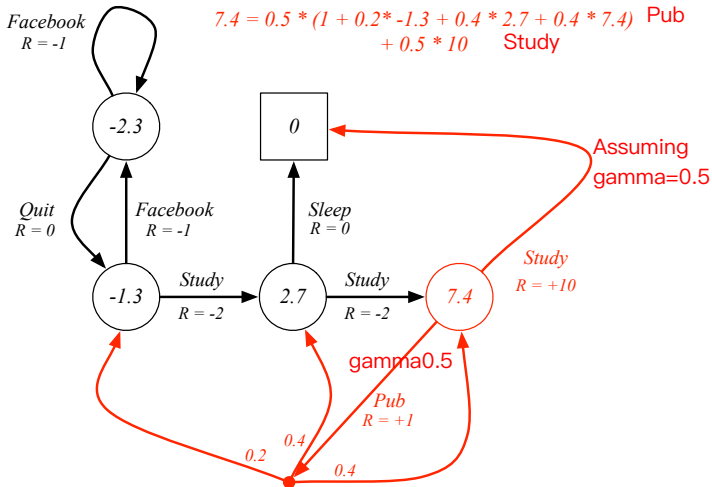 Facebook
R = -1
7.4 = 0.5 * (1 + 0.2* -1.3 + 0.4 * 2.7 + 0.4 * 7.4) Pub
+ 0.5 * 10 Study
-2.3
0
Assuming
gamma=0.5
Quit
R = 0
Facebook
R = -1
Sleep
R = 0
Study
R = +10
-1.3
Study
R = -2
2.7
Study
R = -2
7.4
gamma0.5
Pub
R = +1
0.2
0.4
0.4